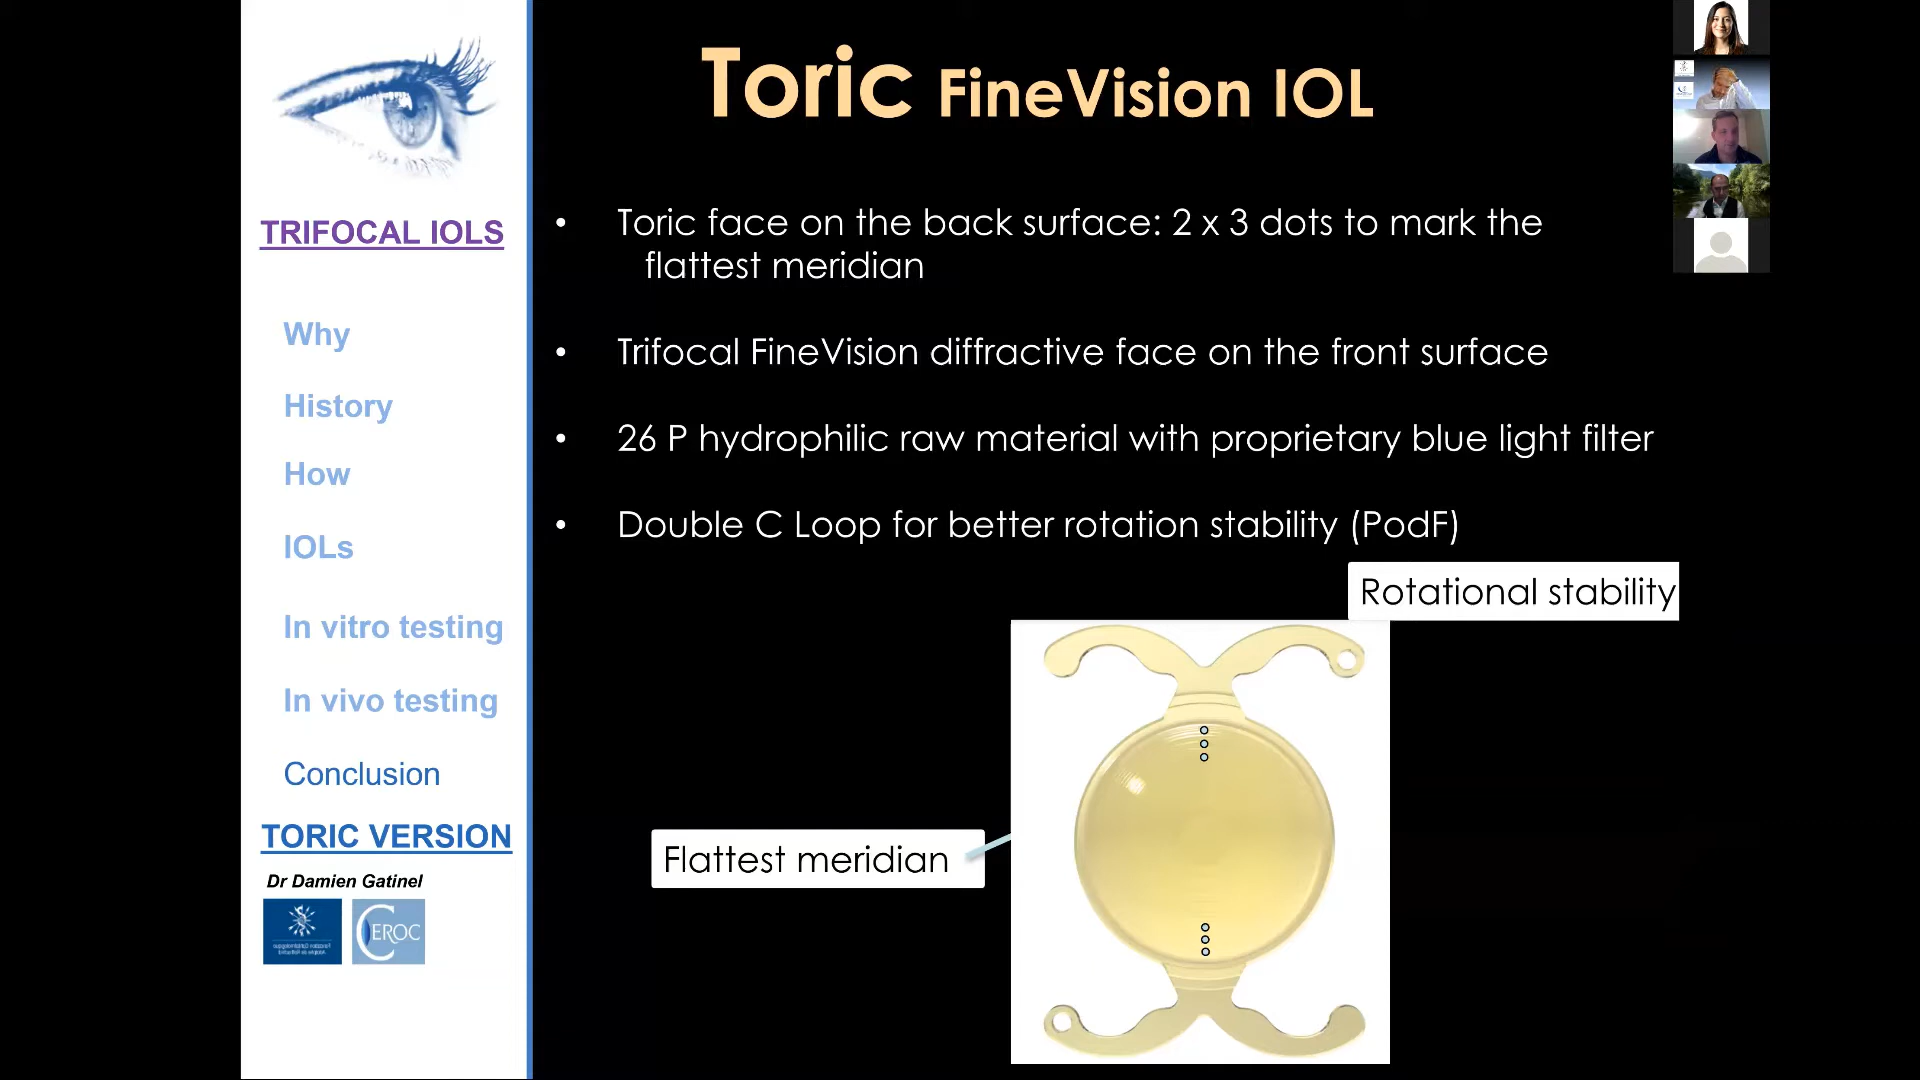 Toric FineVision IOL
TRIFOCAL IOLS
Why
History
How
IOLs
In vitro testing
In vivo testing
Conclusion
TORIC VERSION
Dr Damien Gatinel
CEROC
• Toric face on the back surface: 2 x 3 dots to mark the
flattest meridian
• Trifocal FineVision diffractive face on the front surface
• 26 P hydrophilic raw material with proprietary blue light filter
• Double C Loop for better rotation stability (PodF)
Rotational stability
Flattest meridian